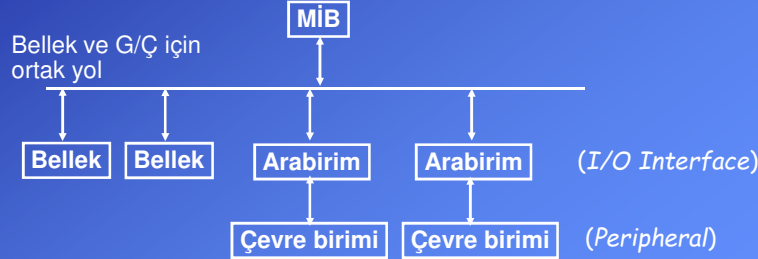 MİB
Bellek ve G/Ç için
ortak yol
Bellek Bellek Arabirim Arabirim (I/O Interface)
Çevre birimi Çevre birimi (Peripheral)